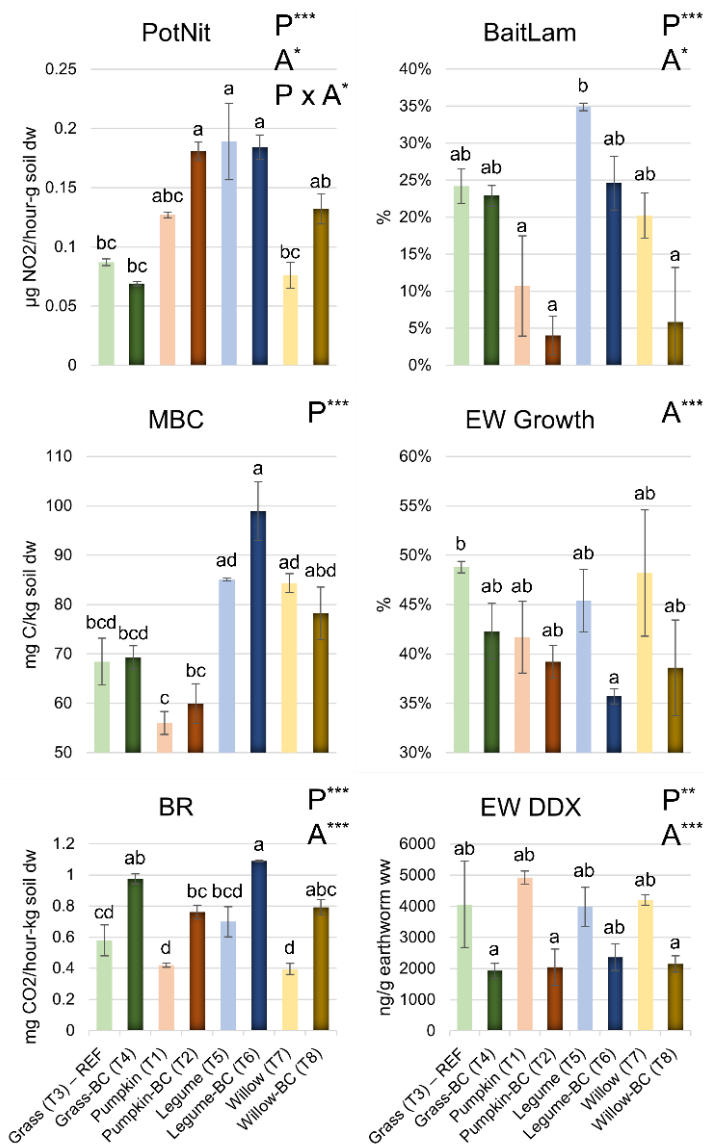 PotNit
P***
A*
P x A*
0.25
0.2
0.15
0.1
0.05
0
µg NO2/hour-g soil dw
bc
bc
abc
a
a
a
bc
ab
BaitLam
P***
A*
40%
35%
30%
25%
20%
15%
10%
5%
0%
%
ab
ab
a
a
b
ab
ab
a
MBC
P***
110
100
90
80
70
60
50
mg C/kg soil dw
bcd
bcd
c
bc
ad
a
ad
abd
EW Growth
A***
60%
55%
50%
45%
40%
35%
30%
%
b
ab
ab
ab
ab
a
ab
ab
BR
P***
A***
1.2
1
0.8
0.6
0.4
0.2
0
mg CO2/hour-kg soil dw
cd
ab
d
bc
bcd
a
d
abc
Grass (T3) – REF
Grass-BC (T4)
Pumpkin (T1)
Pumpkin-BC (T2)
Legume (T5)
Legume-BC (T6)
Willow (T7)
Willow-BC (T8)
EW DDX
P**
A***
6000
5000
4000
3000
2000
1000
0
ng/g earthworm ww
ab
a
ab
a
ab
ab
ab
a
Grass (T3) – REF
Grass-BC (T4)
Pumpkin (T1)
Pumpkin-BC (T2)
Legume (T5)
Legume-BC (T6)
Willow (T7)
Willow-BC (T8)